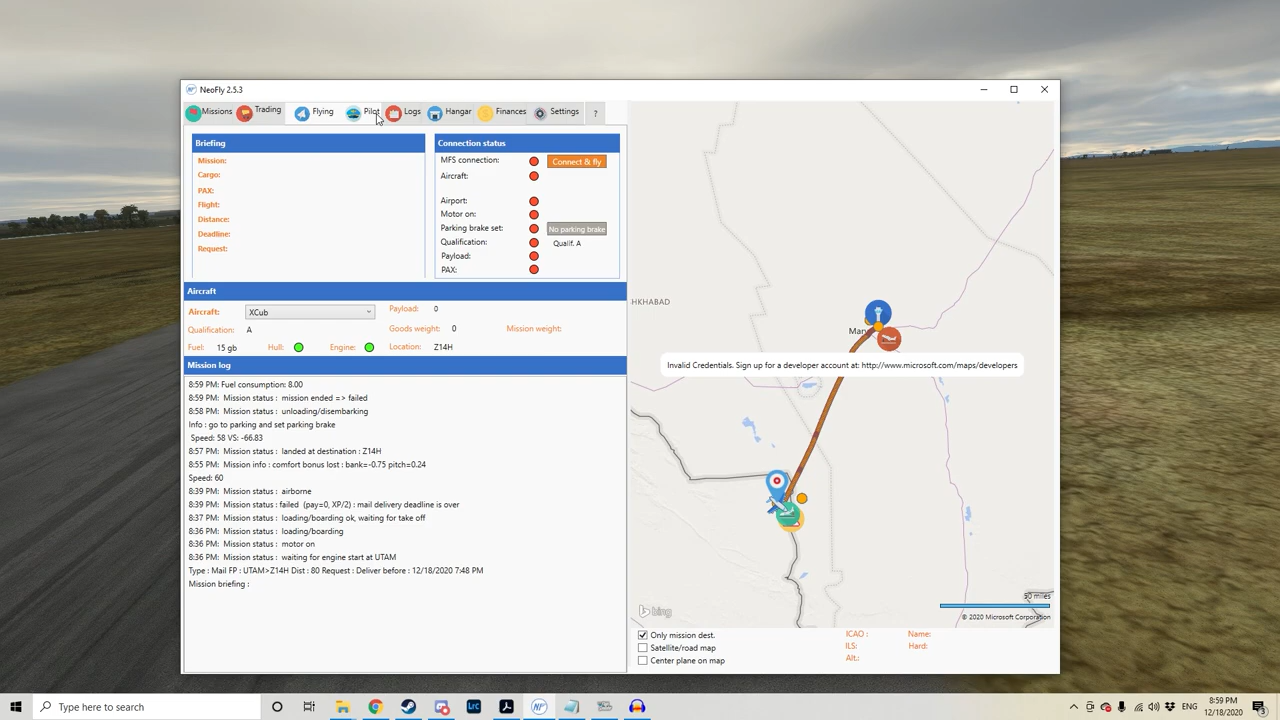 NeoFly 2.5.3
Missions Trading Flying Pilot Logs Hangar Finances Settings ?
Briefing
Mission:
Cargo:
PAX:
Flight:
Distance:
Deadline:
Request:
Connection status
MFS connection: Connect & fly
Aircraft:
Airport:
Motor on:
Parking brake set: No parking brake
Qualification: Qualif. A
Payload:
PAX:
Aircraft
Aircraft: XCub Payload: 0
Qualification: A Goods weight: 0 Mission weight:
Fuel: 15 gb Hull: Engine: Location: Z14H
Mission log
8:59 PM: Fuel consumption: 8.00
8:59 PM: Mission status : mission ended => failed
8:58 PM: Mission status : unloading/disembarking
Info : go to parking and set parking brake
Speed: 58 VS: -66.83
8:57 PM: Mission status : landed at destination : Z14H
8:55 PM: Mission info : comfort bonus lost : bank=-0.75 pitch=0.24
Speed: 60
8:39 PM: Mission status : airborne
8:39 PM: Mission status : failed (pay=0, XP/2) : mail delivery deadline is over
8:37 PM: Mission status : loading/boarding ok, waiting for take off
8:36 PM: Mission status : loading/boarding
8:36 PM: Mission status : motor on
8:36 PM: Mission status : waiting for engine start at UTAM
Type : Mail FP : UTAM>Z14H Dist : 80 Request : Deliver before : 12/18/2020 7:48 PM
Mission briefing :
HKHABAD
Mary
Invalid Credentials. Sign up for a developer account at: http://www.microsoft.com/maps/developers
bing
50 miles
© 2020 Microsoft Corporation
Only mission dest.
Satellite/road map
Center plane on map
ICAO : Name:
ILS: Hard:
Alt.:
Type here to search
Lrc
ENG
8:59 PM
12/18/2020